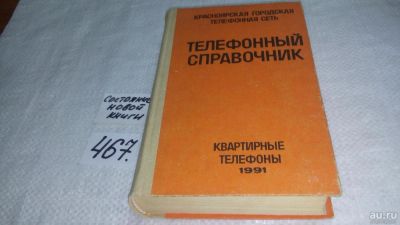 КРАСНОЯРСКАЯ ГОРОДСКАЯ
ТЕЛЕФОННАЯ СЕТЬ
ТЕЛЕФОННЫЙ
СПРАВОЧНИК
КВАРТИРНЫЕ
ТЕЛЕФОНЫ
1991
Состояние
новой
книги
467.
au.ru